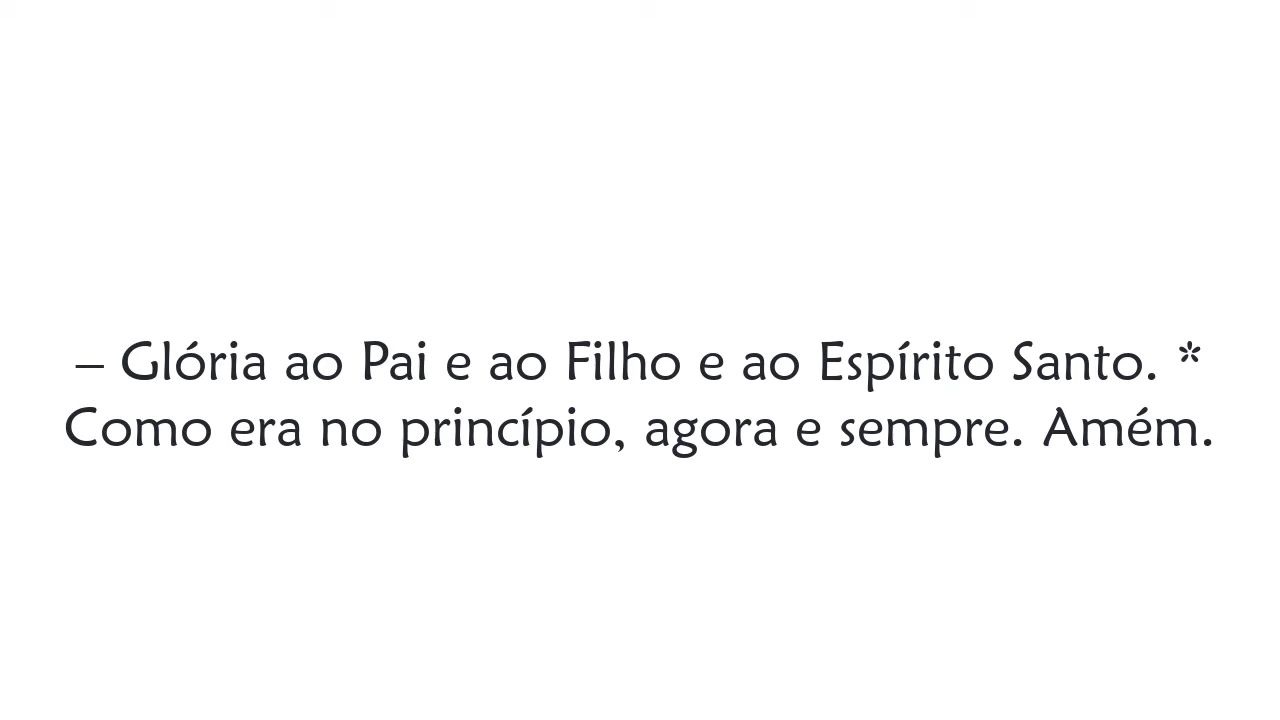 – Glória ao Pai e ao Filho e ao Espírito Santo. *
Como era no princípio, agora e sempre. Amém.